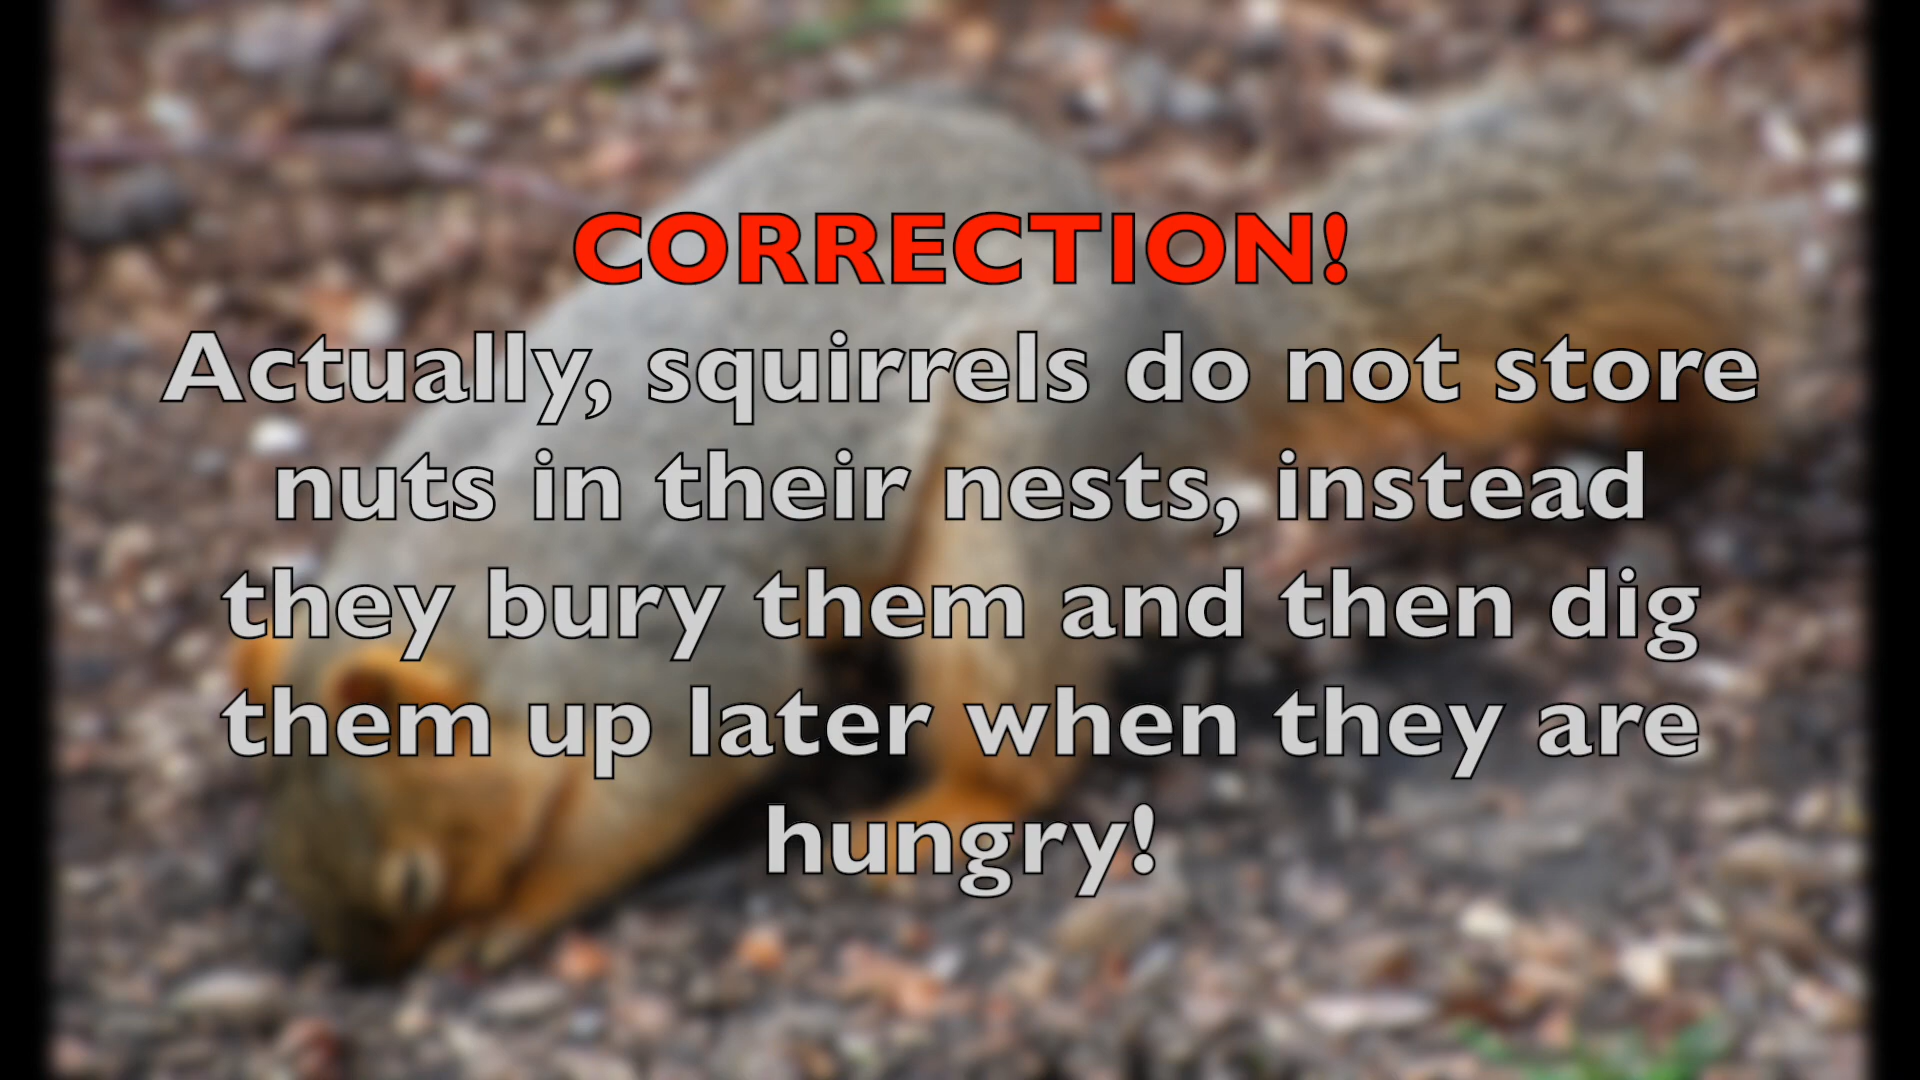 CORRECTION!
Actually, squirrels do not store
nuts in their nests, instead
they bury them and then dig
them up later when they are
hungry!